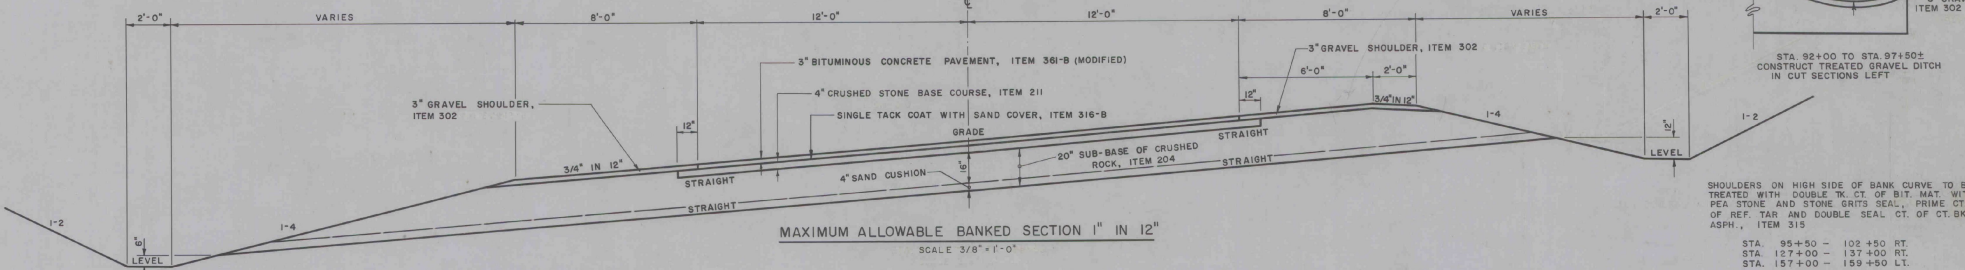 ℄
2'-0"
VARIES
8'-0"
12'-0"
12'-0"
8'-0"
VARIES
2'-0"
ITEM 302
STA. 92+00 TO STA. 97+50±
CONSTRUCT TREATED GRAVEL DITCH
IN CUT SECTIONS LEFT
3" GRAVEL SHOULDER, ITEM 302
6'-0"
2'-0"
3/4" IN 12"
12"
3" BITUMINOUS CONCRETE PAVEMENT, ITEM 361-B (MODIFIED)
4" CRUSHED STONE BASE COURSE, ITEM 211
SINGLE TACK COAT WITH SAND COVER, ITEM 316-B
3" GRAVEL SHOULDER,
ITEM 302
12"
GRADE
STRAIGHT
1-4
12"
1-2
LEVEL
3/4" IN 12"
STRAIGHT
4" SAND CUSHION
16"
20" SUB-BASE OF CRUSHED
ROCK, ITEM 204
STRAIGHT
STRAIGHT
1-2
1-4
6"
LEVEL
MAXIMUM ALLOWABLE BANKED SECTION 1" IN 12"
SCALE 3/8" = 1'-0"
SHOULDERS ON HIGH SIDE OF BANK CURVE TO B
TREATED WITH DOUBLE TK. CT. OF BIT. MAT. WIT
PEA STONE AND STONE GRITS SEAL, PRIME CT.
OF REF. TAR AND DOUBLE SEAL CT. OF CT. BK
ASPH., ITEM 315
STA. 95+50 - 102+50 RT.
STA. 127+00 - 137+00 RT.
STA. 157+00 - 159+50 LT.